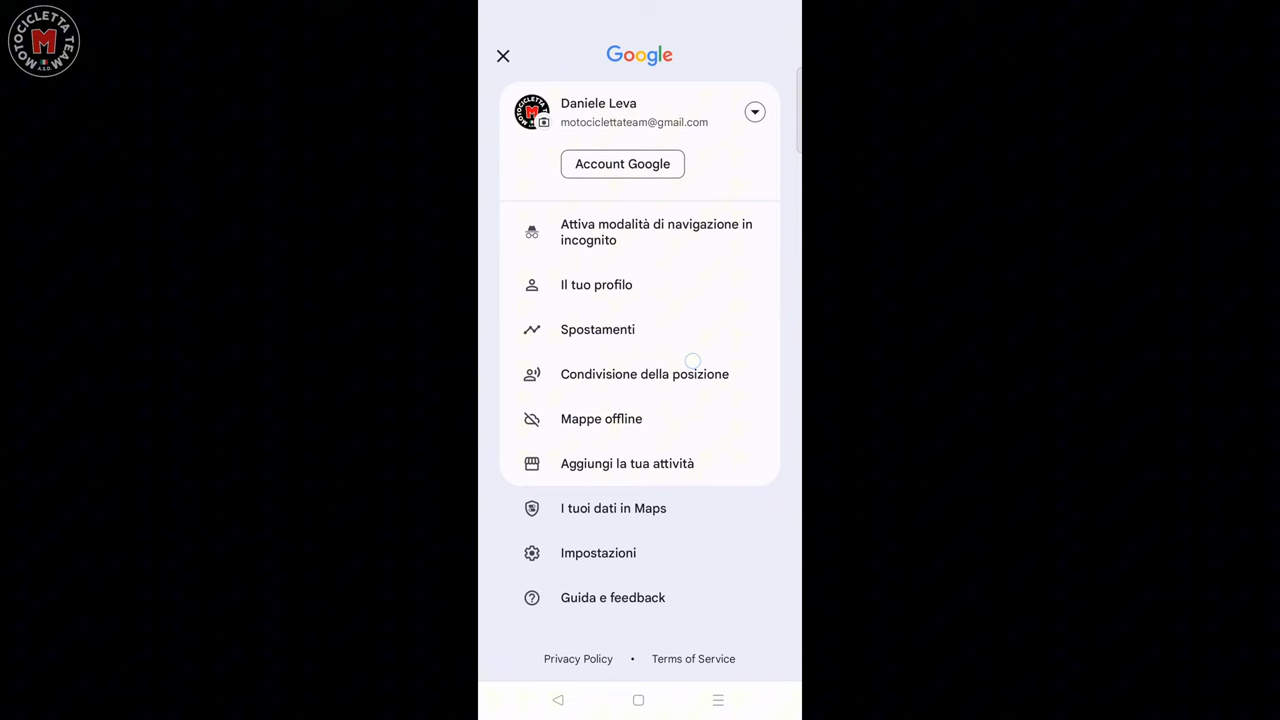 MOTOCICLETTA TEAM
M
A.S.D.
Google
Daniele Leva
motociclettateam@gmail.com
Account Google
Attiva modalità di navigazione in
incognito
Il tuo profilo
Spostamenti
Condivisione della posizione
Mappe offline
Aggiungi la tua attività
I tuoi dati in Maps
Impostazioni
Guida e feedback
Privacy Policy • Terms of Service